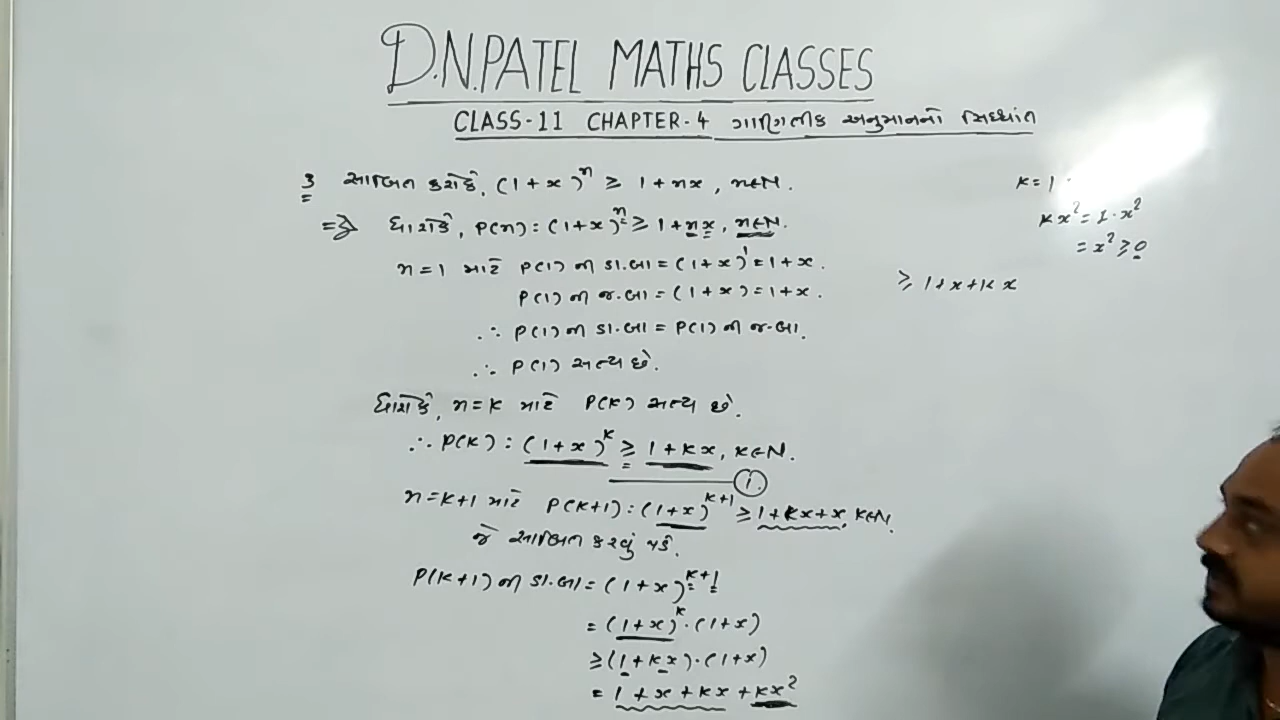 D.N.PATEL MATHS CLASSES
CLASS-11 CHAPTER-4 ગાણિતીક અનુમાનનો સિધ્ધાંત
3 સાબિત કરો કે, (1+x)^n ≥ 1+nx, n∈N.
⇒ ધારો કે, P(n): (1+x)^n ≥ 1+nx, n∈N.
n=1 માટે P(1) ની ડા.બા = (1+x)^1 = 1+x.
P(1) ની જ.બા = (1+x) = 1+x.
∴ P(1) ની ડા.બા = P(1) ની જ.બા.
∴ P(1) સત્ય છે.
ધારો કે, n=k માટે P(k) સત્ય છે.
∴ P(k): (1+x)^k ≥ 1+kx, k∈N.
①
n=k+1 માટે P(k+1): (1+x)^k+1 ≥ 1+kx+x, k∈N.
જે સાબિત કરવું પડે.
P(k+1) ની ડા.બા = (1+x)^k+1
= (1+x)^k·(1+x)
≥ (1+kx)·(1+x)
= 1+x+kx+kx²
k=1.
kx²=1·x²
= x² ≥ 0
≥ 1+x+kx